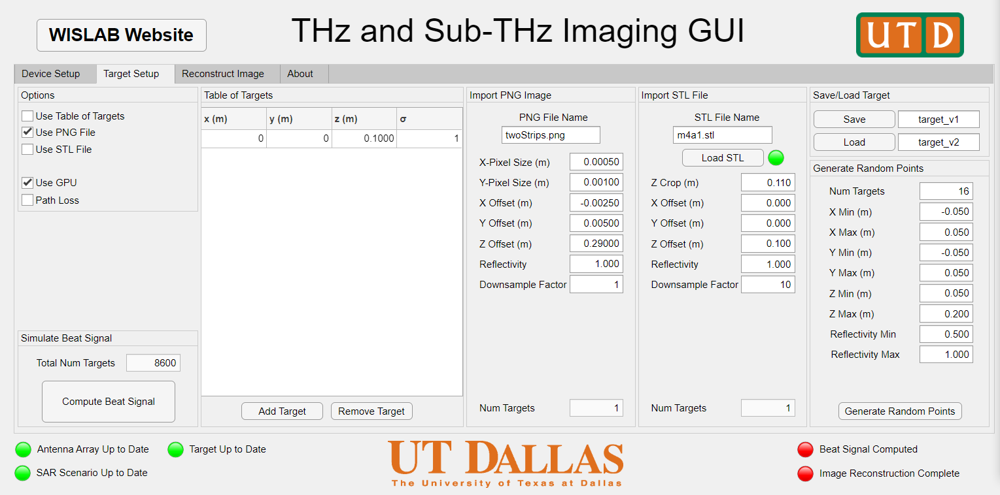 WISLAB Website
THz and Sub-THz Imaging GUI
UTD
Device Setup Target Setup Reconstruct Image About
Options
Use Table of Targets
Use PNG File
Use STL File
Use GPU
Path Loss
Simulate Beat Signal
Total Num Targets 8600
Compute Beat Signal
Table of Targets
x (m) y (m) z (m) σ
0 0 0.1000 1
Add Target Remove Target
Import PNG Image
PNG File Name
twoStrips.png
X-Pixel Size (m) 0.00050
Y-Pixel Size (m) 0.00100
X Offset (m) -0.00250
Y Offset (m) 0.00500
Z Offset (m) 0.29000
Reflectivity 1.000
Downsample Factor 1
Num Targets 1
Import STL File
STL File Name
m4a1.stl
Load STL
Z Crop (m) 0.110
X Offset (m) 0.000
Y Offset (m) 0.000
Z Offset (m) 0.100
Reflectivity 1.000
Downsample Factor 10
Num Targets 1
Save/Load Target
Save target_v1
Load target_v2
Generate Random Points
Num Targets 16
X Min (m) -0.050
X Max (m) 0.050
Y Min (m) -0.050
Y Max (m) 0.050
Z Min (m) 0.050
Z Max (m) 0.200
Reflectivity Min 0.500
Reflectivity Max 1.000
Generate Random Points
Antenna Array Up to Date Target Up to Date
SAR Scenario Up to Date
UT DALLAS
The University of Texas at Dallas
Beat Signal Computed
Image Reconstruction Complete